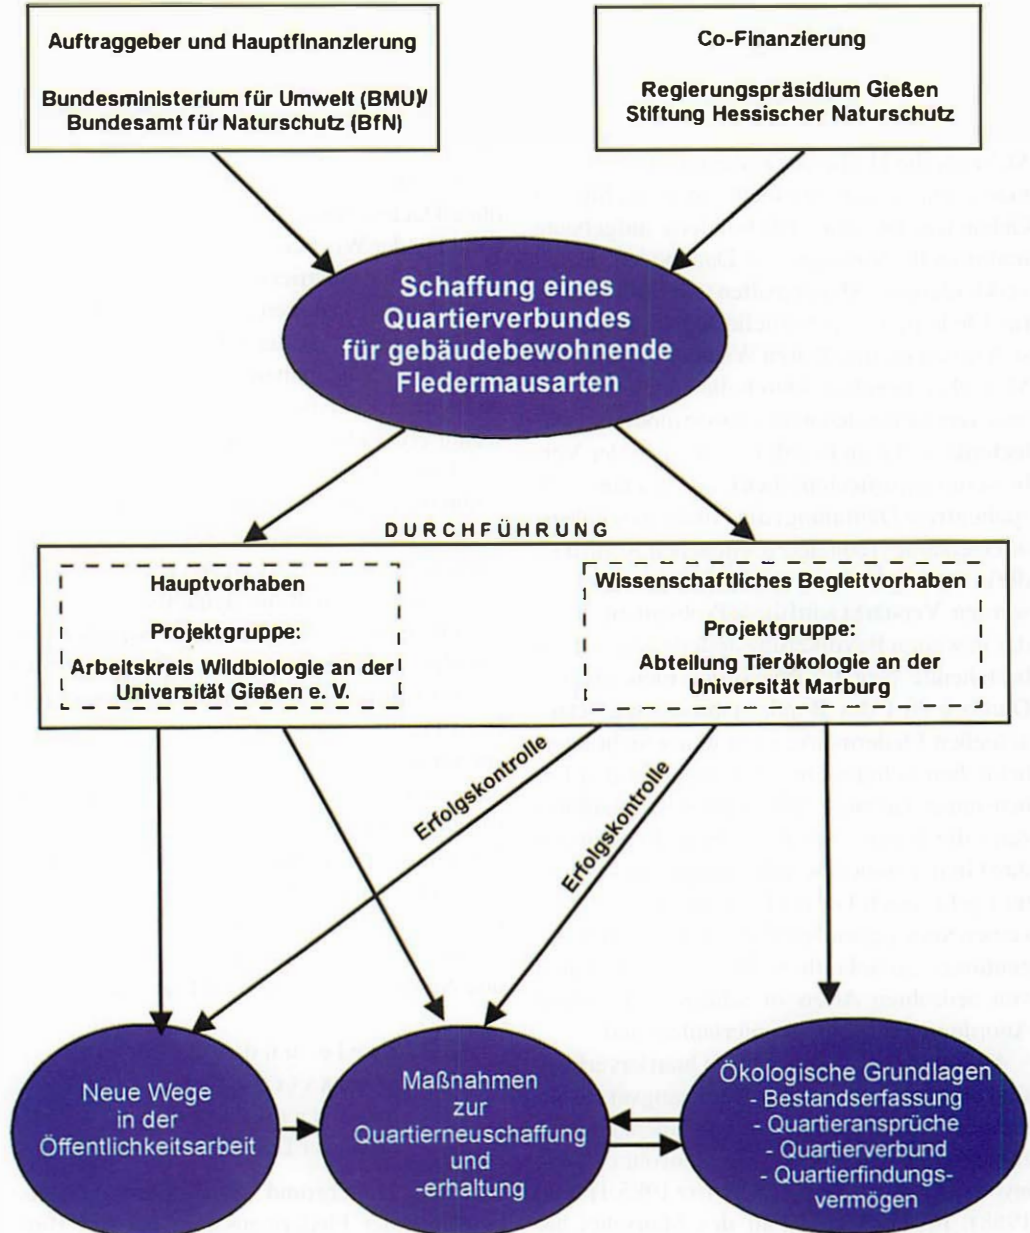 Auftraggeber und Hauptfinanzierung
Bundesministerium für Umwelt (BMU)/
Bundesamt für Naturschutz (BfN)
Co-Finanzierung
Regierungspräsidium Gießen
Stiftung Hessischer Naturschutz
Schaffung eines
Quartierverbundes
für gebäudebewohnende
Fledermausarten
DURCHFÜHRUNG
Hauptvorhaben
Projektgruppe:
Arbeitskreis Wildbiologie an der
Universität Gießen e. V.
Wissenschaftliches Begleitvorhaben
Projektgruppe:
Abteilung Tierökologie an der
Universität Marburg
Erfolgskontrolle
Erfolgskontrolle
Neue Wege
in der
Öffentlichkeitsarbeit
Maßnahmen
zur
Quartierneuschaffung
und
-erhaltung
Ökologische Grundlagen
- Bestandserfassung
- Quartieransprüche
- Quartierverbund
- Quartierfindungs-
vermögen